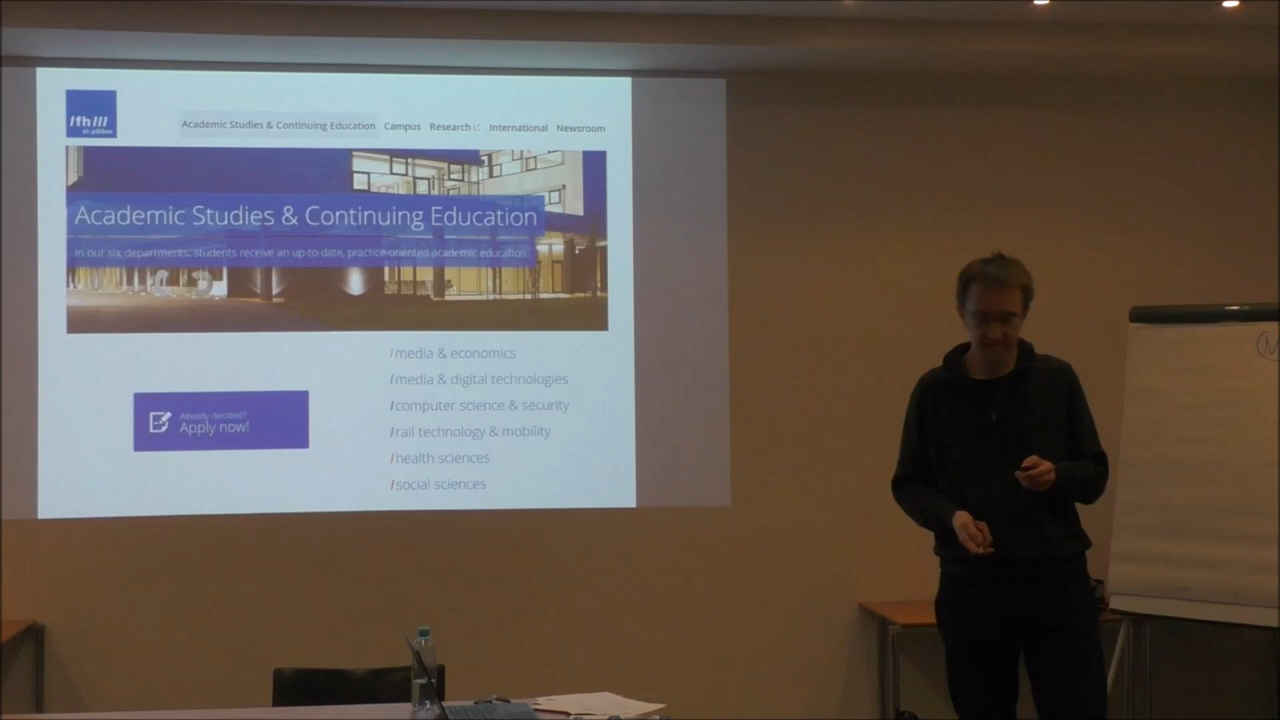 /fh///
st.pölten
Academic Studies & Continuing Education Campus Research International Newsroom
Academic Studies & Continuing Education
In our six departments, students receive an up-to-date, practice-oriented academic education.
/media & economics
/media & digital technologies
/computer science & security
/rail technology & mobility
/health sciences
/social sciences
Already decided?
Apply now!